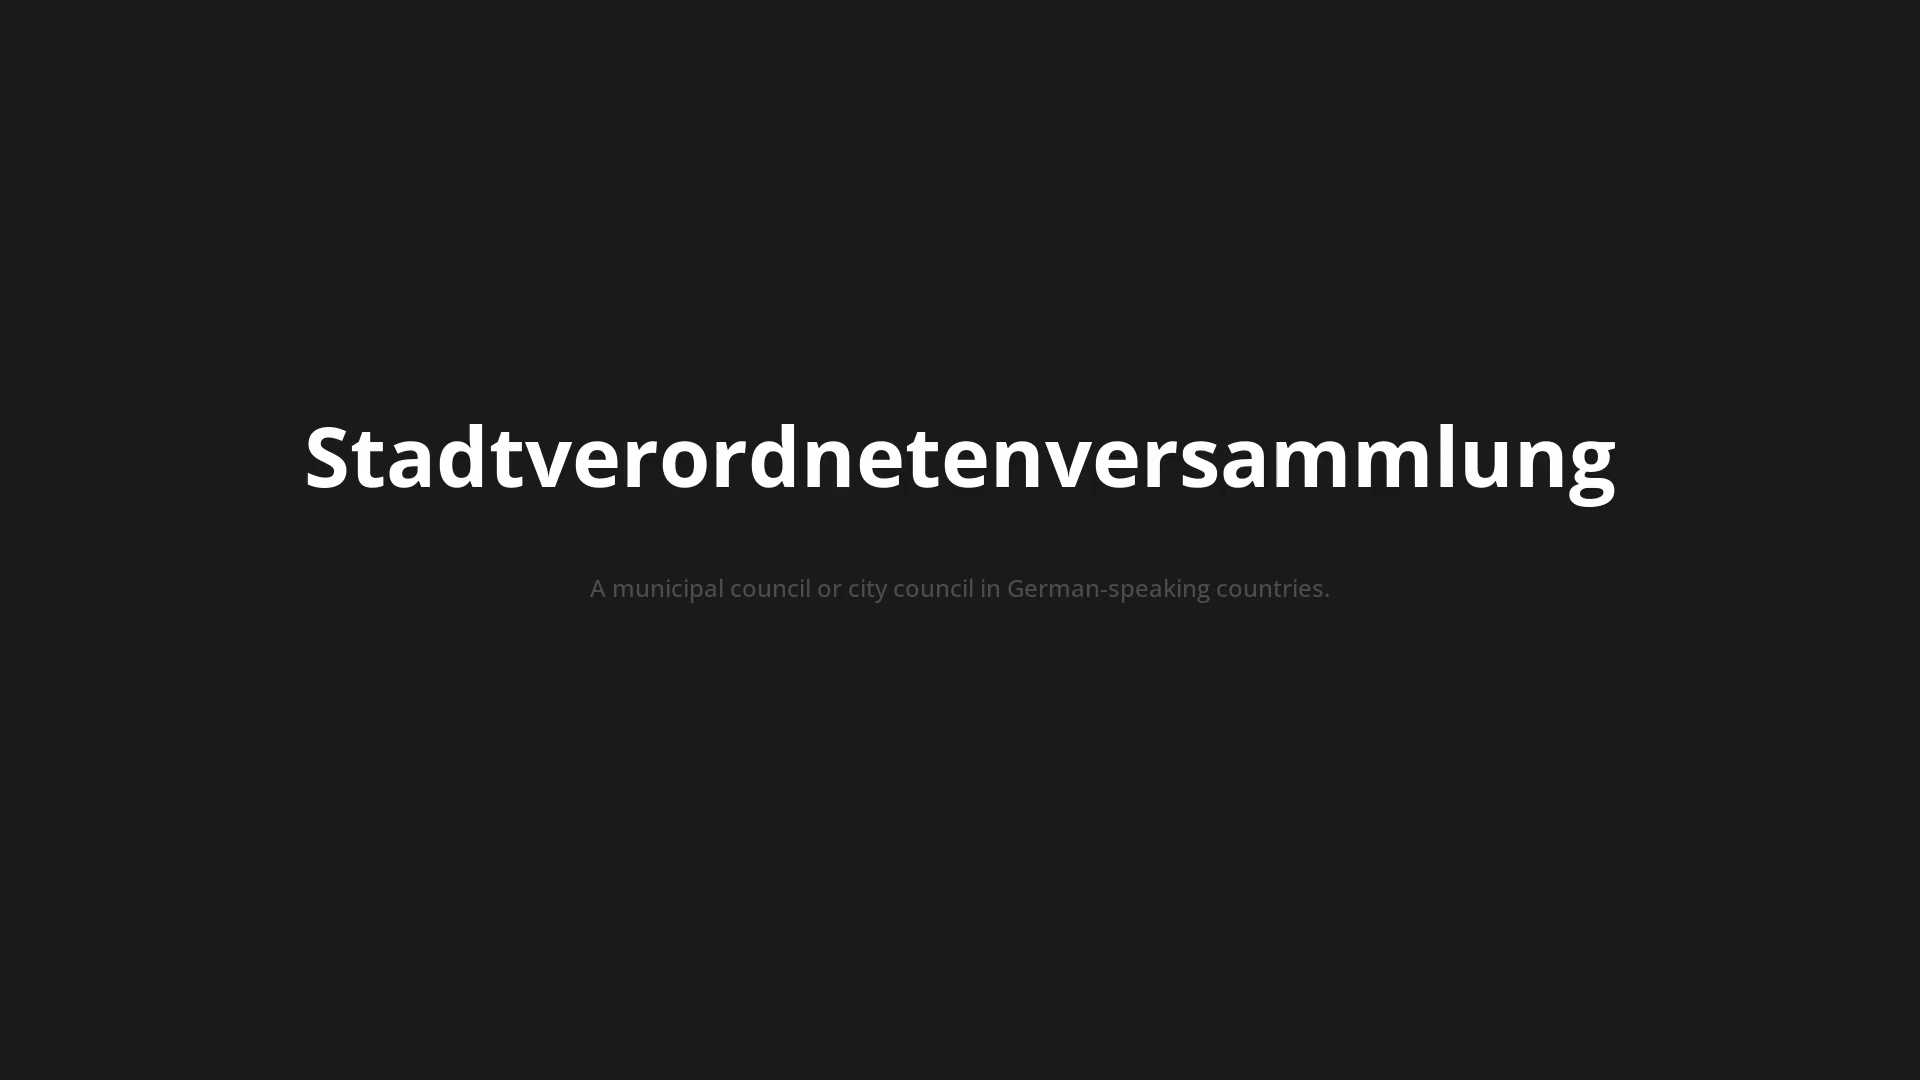 Stadtverordnetenversammlung
A municipal council or city council in German-speaking countries.